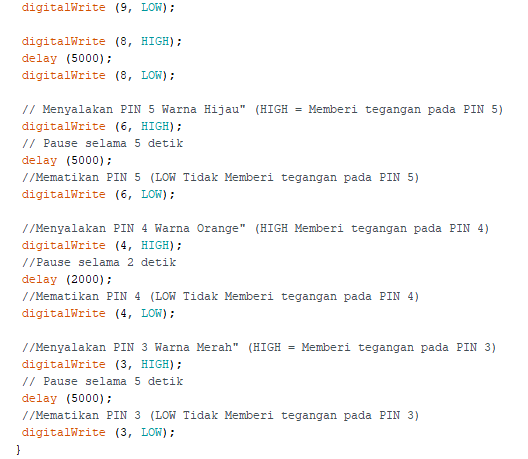 digitalWrite (9, LOW);
digitalWrite (8, HIGH);
delay (5000);
digitalWrite (8, LOW);
// Menyalakan PIN 5 Warna Hijau" (HIGH = Memberi tegangan pada PIN 5)
digitalWrite (6, HIGH);
// Pause selama 5 detik
delay (5000);
//Mematikan PIN 5 (LOW Tidak Memberi tegangan pada PIN 5)
digitalWrite (6, LOW);
//Menyalakan PIN 4 Warna Orange" (HIGH Memberi tegangan pada PIN 4)
digitalWrite (4, HIGH);
//Pause selama 2 detik
delay (2000);
//Mematikan PIN 4 (LOW Tidak Memberi tegangan pada PIN 4)
digitalWrite (4, LOW);
//Menyalakan PIN 3 Warna Merah" (HIGH = Memberi tegangan pada PIN 3)
digitalWrite (3, HIGH);
// Pause selama 5 detik
delay (5000);
//Mematikan PIN 3 (LOW Tidak Memberi tegangan pada PIN 3)
digitalWrite (3, LOW);
}